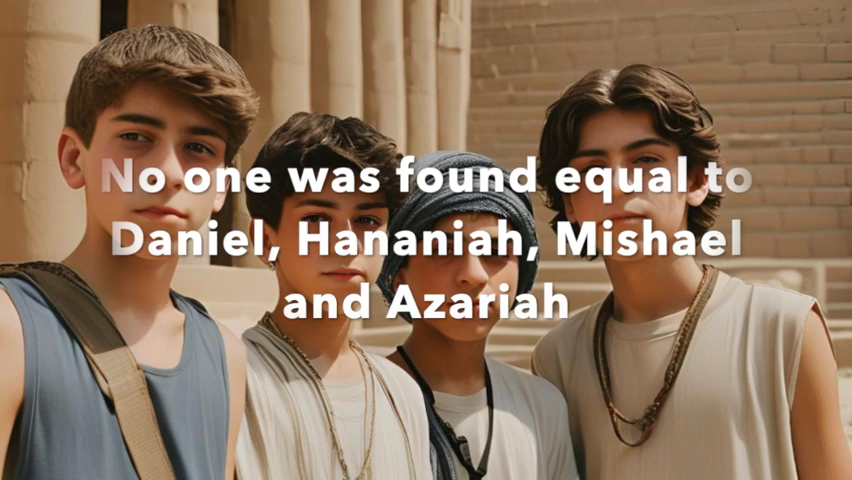 No one was found equal to
Daniel, Hananiah, Mishael
and Azariah